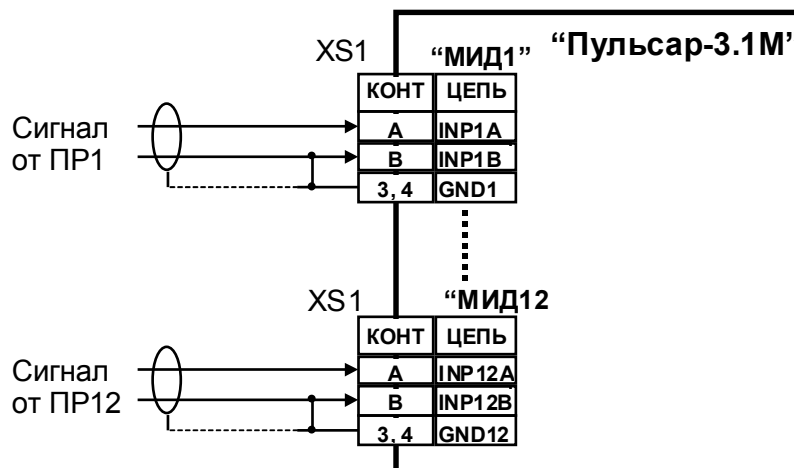 XS1 “МИД1” “Пульсар-3.1М”
КОНТ ЦЕПЬ
Сигнал
от ПР1
A INP1A
B INP1B
3, 4 GND1
XS1 “МИД12
КОНТ ЦЕПЬ
Сигнал
от ПР12
A INP12A
B INP12B
3, 4 GND12